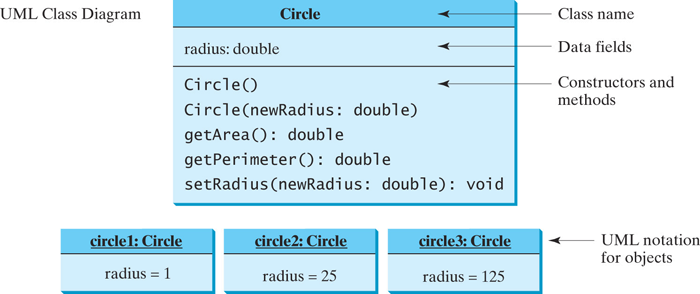 UML Class Diagram
Circle
Class name
radius: double
Data fields
Circle()
Constructors and
methods
Circle(newRadius: double)
getArea(): double
getPerimeter(): double
setRadius(newRadius: double): void
circle1: Circle
radius = 1
circle2: Circle
radius = 25
circle3: Circle
radius = 125
UML notation
for objects